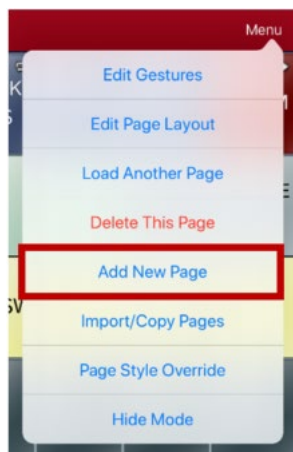 Menu
Edit Gestures
Edit Page Layout
Load Another Page
Delete This Page
Add New Page
Import/Copy Pages
Page Style Override
Hide Mode